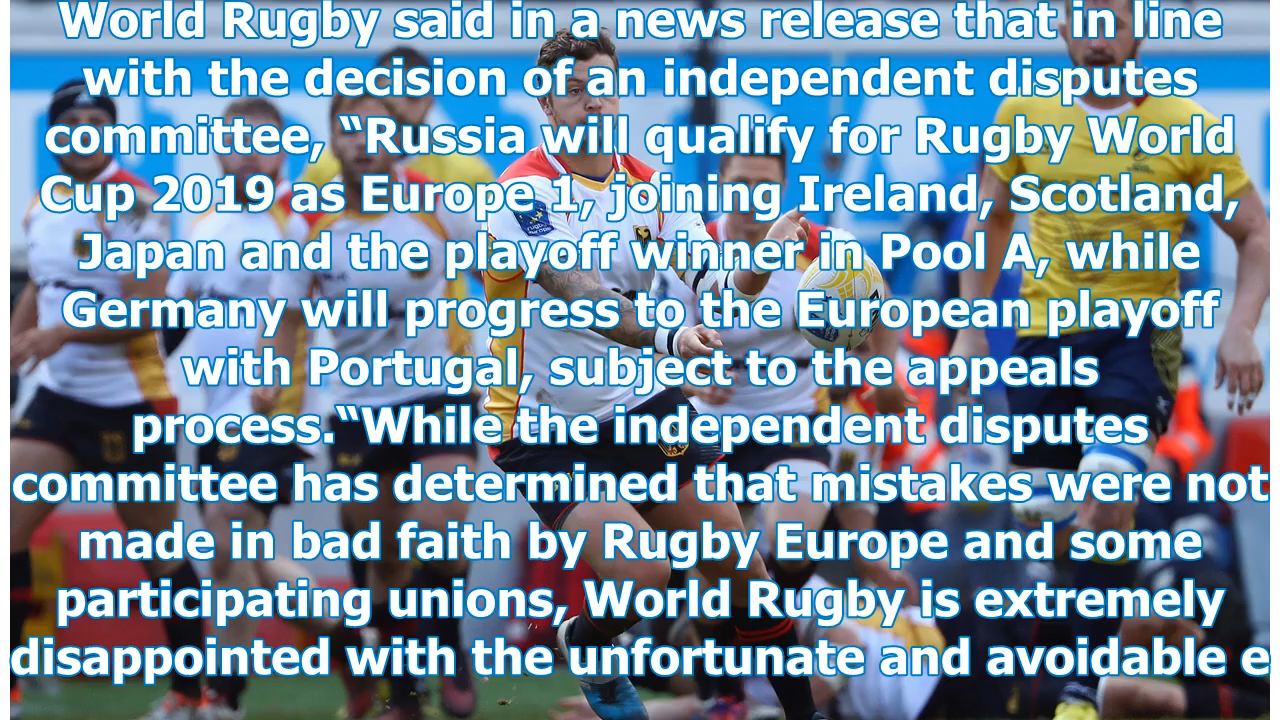 World Rugby said in a news release that in line
with the decision of an independent disputes
committee, “Russia will qualify for Rugby World
Cup 2019 as Europe 1, joining Ireland, Scotland,
Japan and the playoff winner in Pool A, while
Germany will progress to the European playoff
with Portugal, subject to the appeals
process.“While the independent disputes
committee has determined that mistakes were not
made in bad faith by Rugby Europe and some
participating unions, World Rugby is extremely
disappointed with the unfortunate and avoidable e